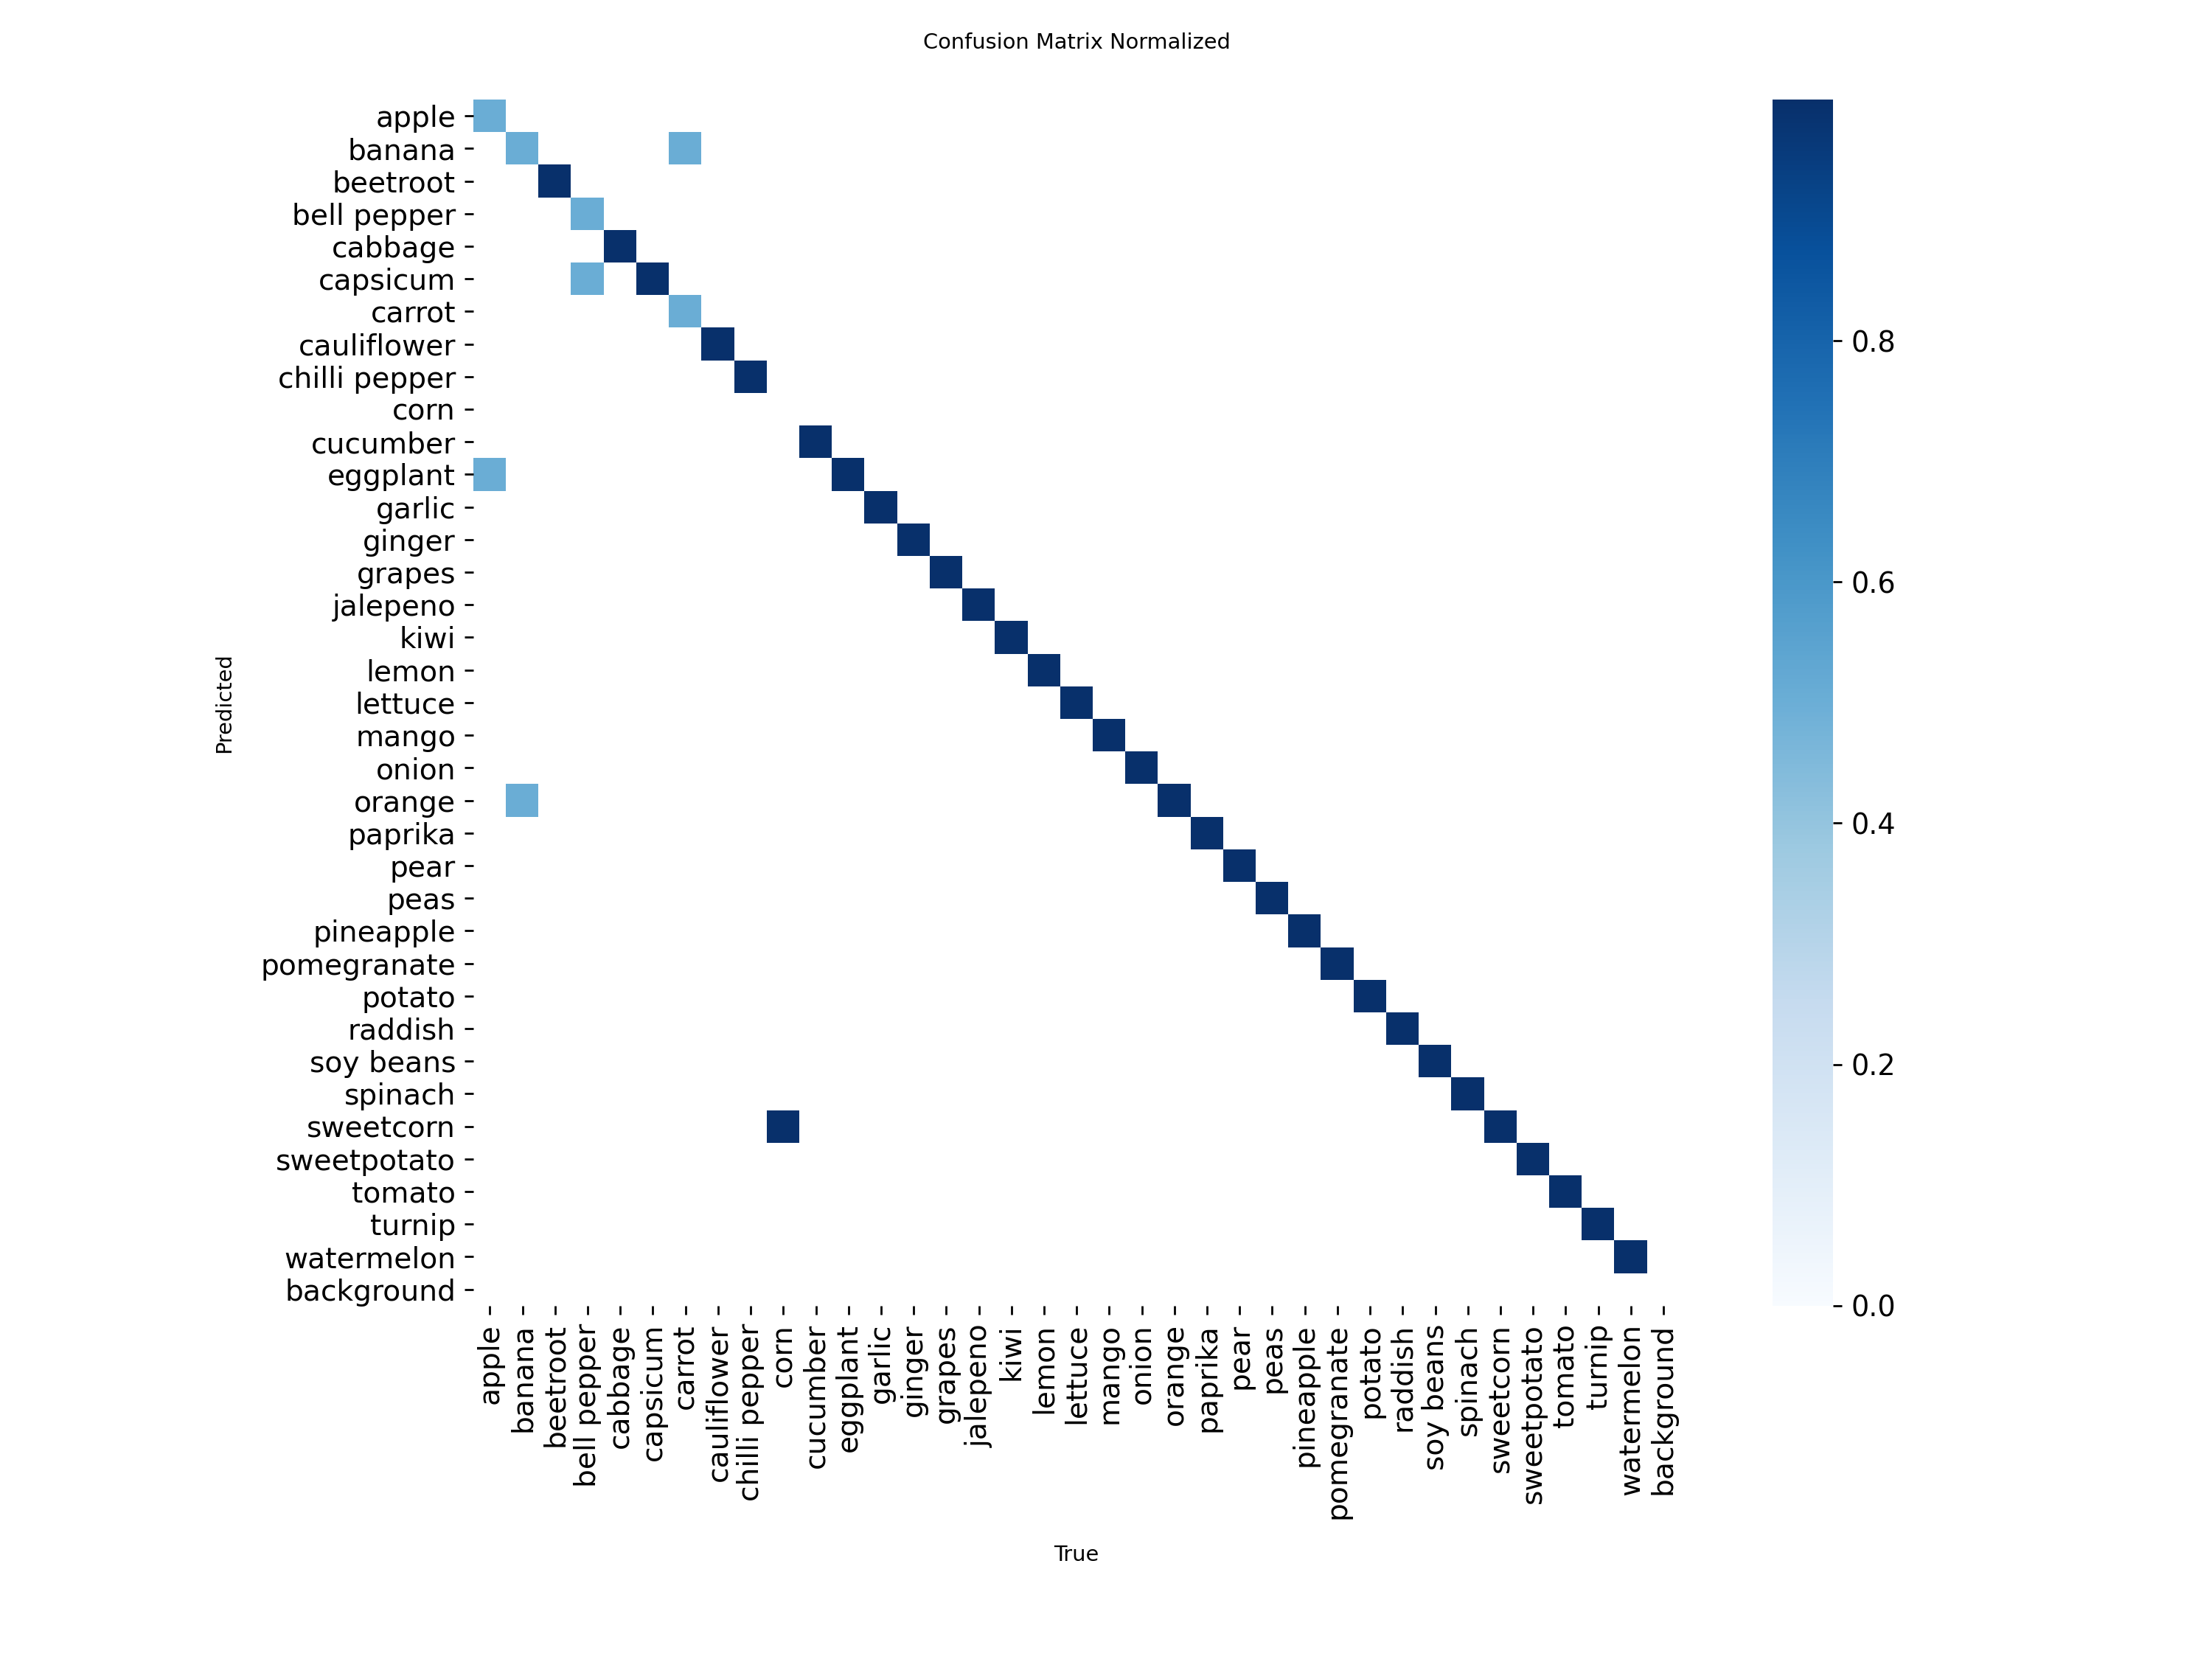 Confusion Matrix Normalized
apple
banana
beetroot
bell pepper
cabbage
capsicum
carrot
cauliflower
chilli pepper
corn
cucumber
eggplant
garlic
ginger
grapes
jalepeno
kiwi
lemon
lettuce
mango
onion
orange
paprika
pear
peas
pineapple
pomegranate
potato
raddish
soy beans
spinach
sweetcorn
sweetpotato
tomato
turnip
watermelon
background
Predicted
apple
banana
beetroot
bell pepper
cabbage
capsicum
carrot
cauliflower
chilli pepper
corn
cucumber
eggplant
garlic
ginger
grapes
jalepeno
kiwi
lemon
lettuce
mango
onion
orange
paprika
pear
peas
pineapple
pomegranate
potato
raddish
soy beans
spinach
sweetcorn
sweetpotato
tomato
turnip
watermelon
background
True
0.8
0.6
0.4
0.2
0.0